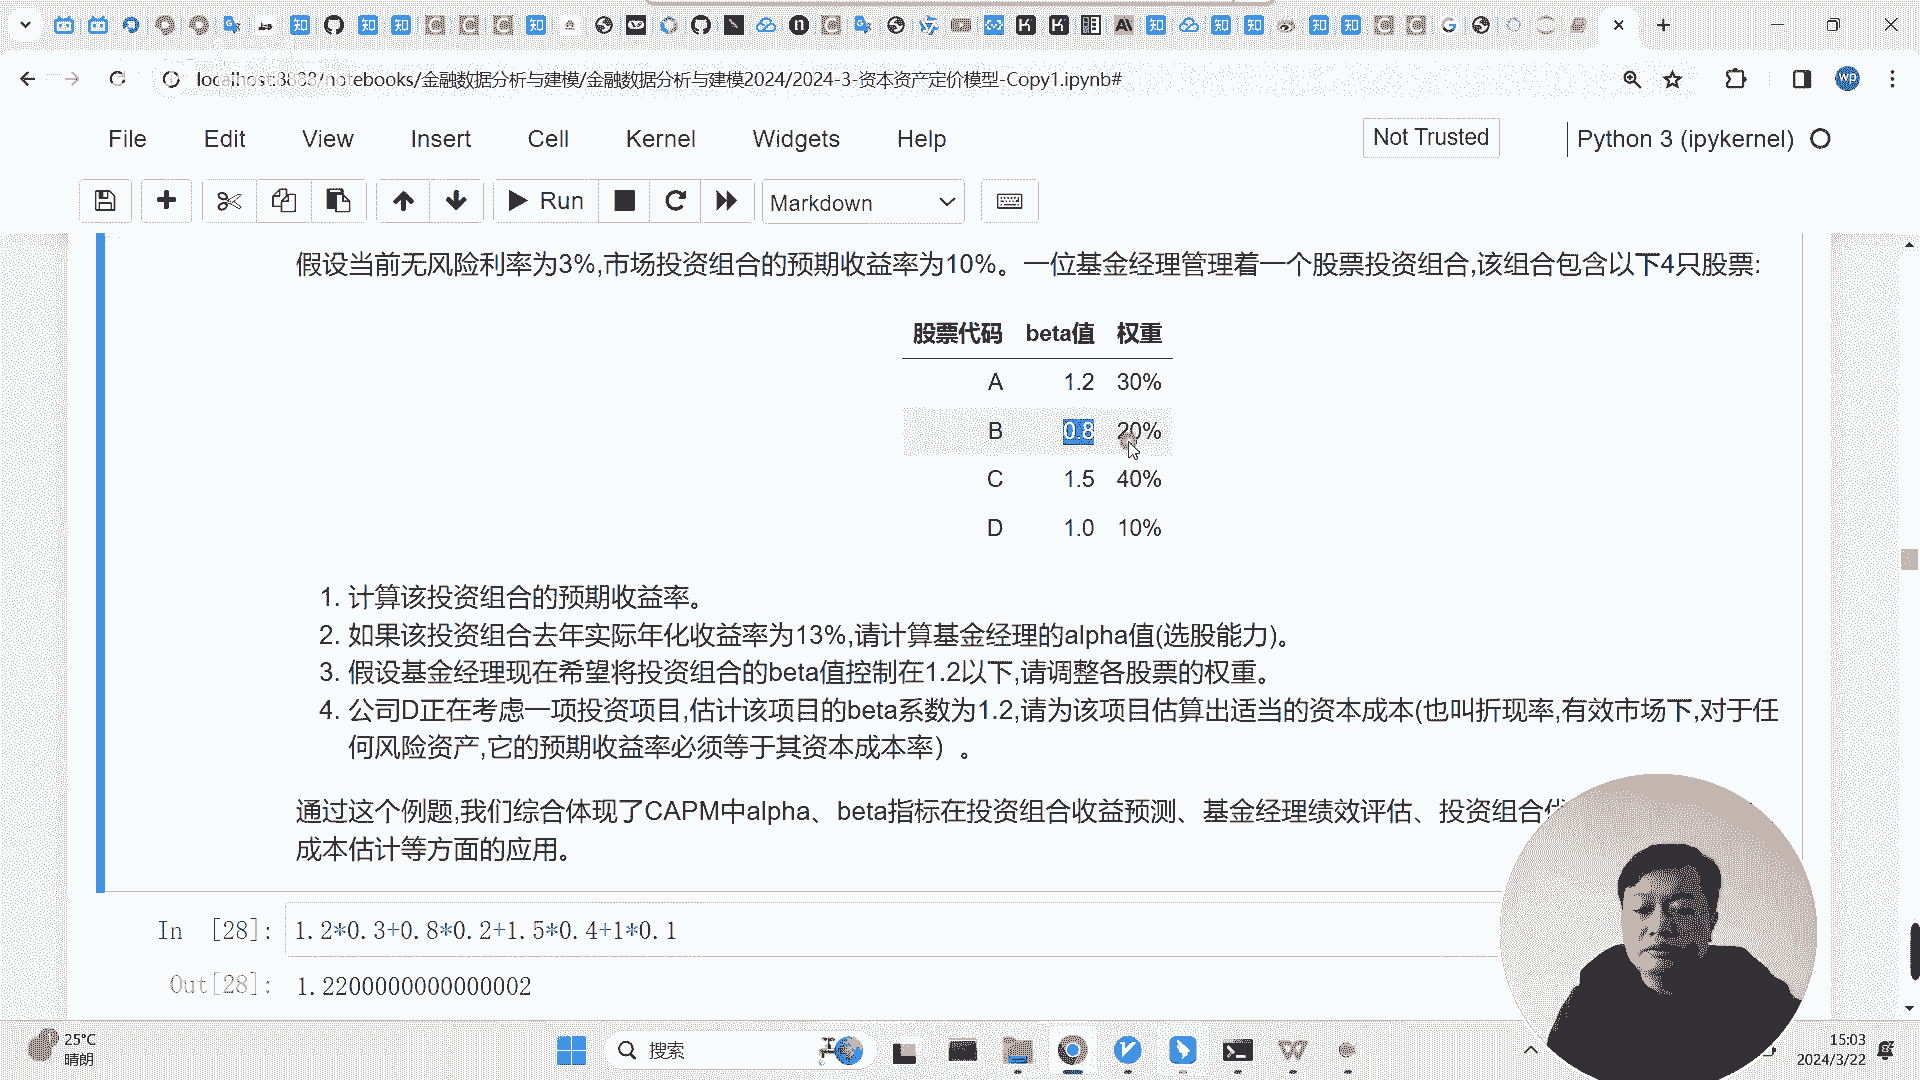 localhost:8888/notebooks/金融数据分析与建模/金融数据分析与建模2024/2024-3-资本资产定价模型-Copy1.ipynb#
wp
File Edit View Insert Cell Kernel Widgets Help Not Trusted Python 3 (ipykernel)
Run Markdown
假设当前无风险利率为3%,市场投资组合的预期收益率为10%。一位基金经理管理着一个股票投资组合,该组合包含以下4只股票:
股票代码 beta值 权重
A 1.2 30%
B 0.8 20%
C 1.5 40%
D 1.0 10%
1. 计算该投资组合的预期收益率。
2. 如果该投资组合去年实际年化收益率为13%,请计算基金经理的alpha值(选股能力)。
3. 假设基金经理现在希望将投资组合的beta值控制在1.2以下,请调整各股票的权重。
4. 公司D正在考虑一项投资项目,估计该项目的beta系数为1.2,请为该项目估算出适当的资本成本(也叫折现率,有效市场下,对于任
何风险资产,它的预期收益率必须等于其资本成本率）。
通过这个例题,我们综合体现了CAPM中alpha、beta指标在投资组合收益预测、基金经理绩效评估、投资组合
成本估计等方面的应用。
In [28]: 1.2*0.3+0.8*0.2+1.5*0.4+1*0.1
Out[28]: 1.2200000000000002
25°C
晴朗
搜索
15:03
2024/3/22